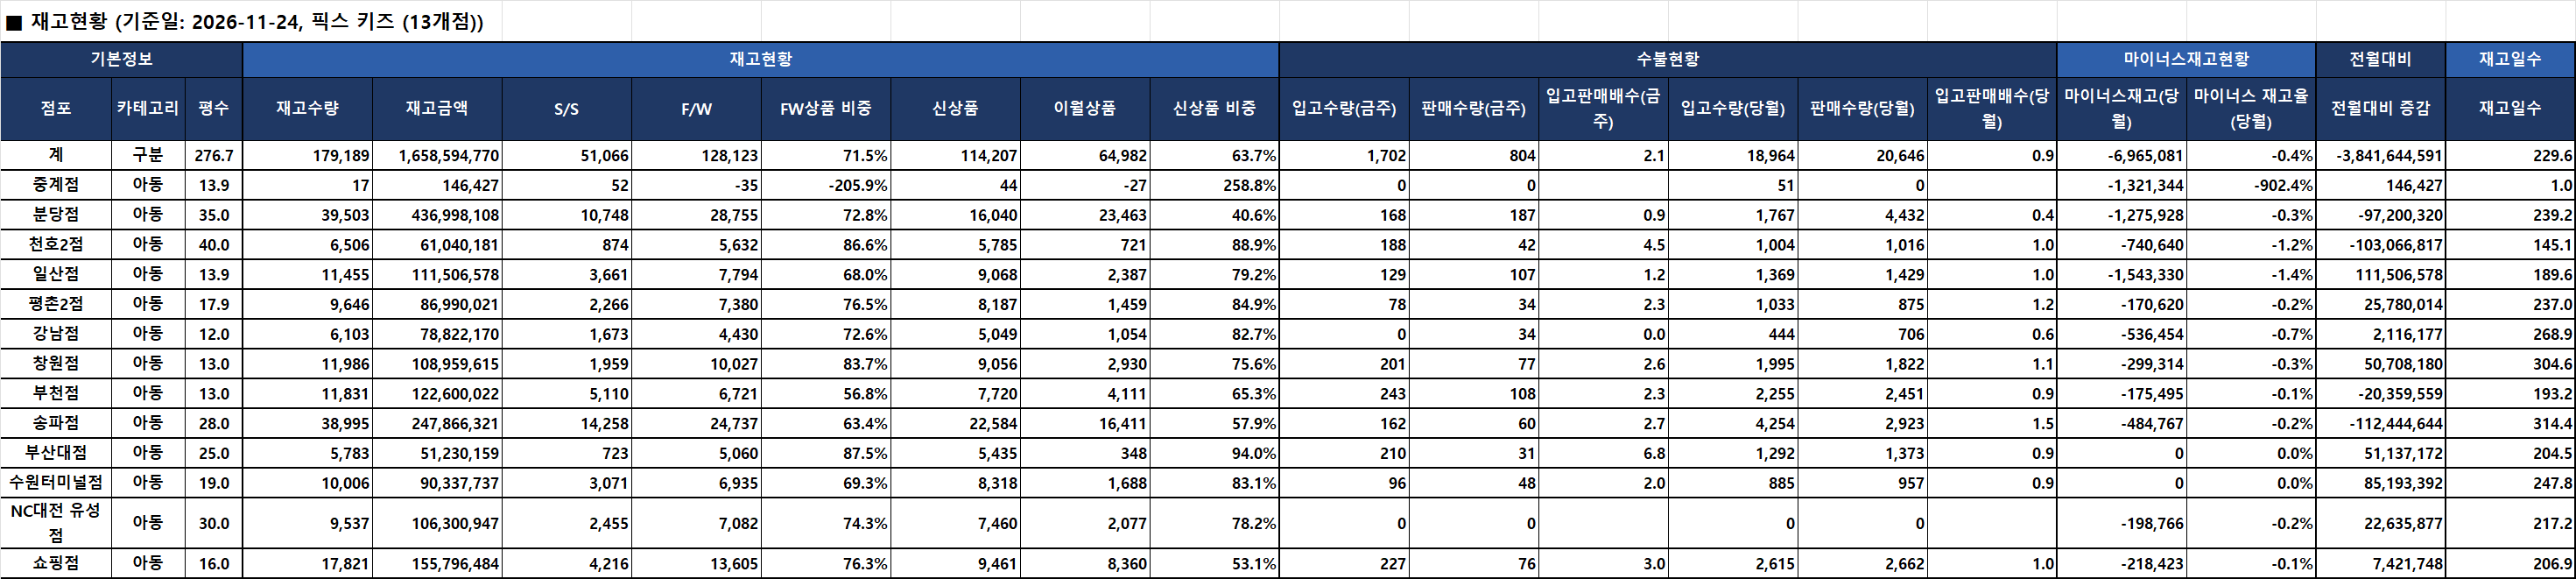 ■ 재고현황 (기준일: 2026-11-24, 픽스 키즈 (13개점))
기본정보 재고현황 수불현황 마이너스재고현황 전월대비 재고일수
점포 카테고리 평수 재고수량 재고금액 S/S F/W FW상품 비중 신상품 이월상품 신상품 비중 입고수량(금주) 판매수량(금주) 입고판매배수(금주) 입고수량(당월) 판매수량(당월) 입고판매배수(당월) 마이너스재고(당월) 마이너스 재고율(당월) 전월대비 증감 재고일수
계 구분 276.7 179,189 1,658,594,770 51,066 128,123 71.5% 114,207 64,982 63.7% 1,702 804 2.1 18,964 20,646 0.9 -6,965,081 -0.4% -3,841,644,591 229.6
중계점 아동 13.9 17 146,427 52 -35 -205.9% 44 -27 258.8% 0 0 51 0 -1,321,344 -902.4% 146,427 1.0
분당점 아동 35.0 39,503 436,998,108 10,748 28,755 72.8% 16,040 23,463 40.6% 168 187 0.9 1,767 4,432 0.4 -1,275,928 -0.3% -97,200,320 239.2
천호2점 아동 40.0 6,506 61,040,181 874 5,632 86.6% 5,785 721 88.9% 188 42 4.5 1,004 1,016 1.0 -740,640 -1.2% -103,066,817 145.1
일산점 아동 13.9 11,455 111,506,578 3,661 7,794 68.0% 9,068 2,387 79.2% 129 107 1.2 1,369 1,429 1.0 -1,543,330 -1.4% 111,506,578 189.6
평촌2점 아동 17.9 9,646 86,990,021 2,266 7,380 76.5% 8,187 1,459 84.9% 78 34 2.3 1,033 875 1.2 -170,620 -0.2% 25,780,014 237.0
강남점 아동 12.0 6,103 78,822,170 1,673 4,430 72.6% 5,049 1,054 82.7% 0 34 0.0 444 706 0.6 -536,454 -0.7% 2,116,177 268.9
창원점 아동 13.0 11,986 108,959,615 1,959 10,027 83.7% 9,056 2,930 75.6% 201 77 2.6 1,995 1,822 1.1 -299,314 -0.3% 50,708,180 304.6
부천점 아동 13.0 11,831 122,600,022 5,110 6,721 56.8% 7,720 4,111 65.3% 243 108 2.3 2,255 2,451 0.9 -175,495 -0.1% -20,359,559 193.2
송파점 아동 28.0 38,995 247,866,321 14,258 24,737 63.4% 22,584 16,411 57.9% 162 60 2.7 4,254 2,923 1.5 -484,767 -0.2% -112,444,644 314.4
부산대점 아동 25.0 5,783 51,230,159 723 5,060 87.5% 5,435 348 94.0% 210 31 6.8 1,292 1,373 0.9 0 0.0% 51,137,172 204.5
수원터미널점 아동 19.0 10,006 90,337,737 3,071 6,935 69.3% 8,318 1,688 83.1% 96 48 2.0 885 957 0.9 0 0.0% 85,193,392 247.8
NC대전 유성점 아동 30.0 9,537 106,300,947 2,455 7,082 74.3% 7,460 2,077 78.2% 0 0 0 0 -198,766 -0.2% 22,635,877 217.2
쇼핑점 아동 16.0 17,821 155,796,484 4,216 13,605 76.3% 9,461 8,360 53.1% 227 76 3.0 2,615 2,662 1.0 -218,423 -0.1% 7,421,748 206.9